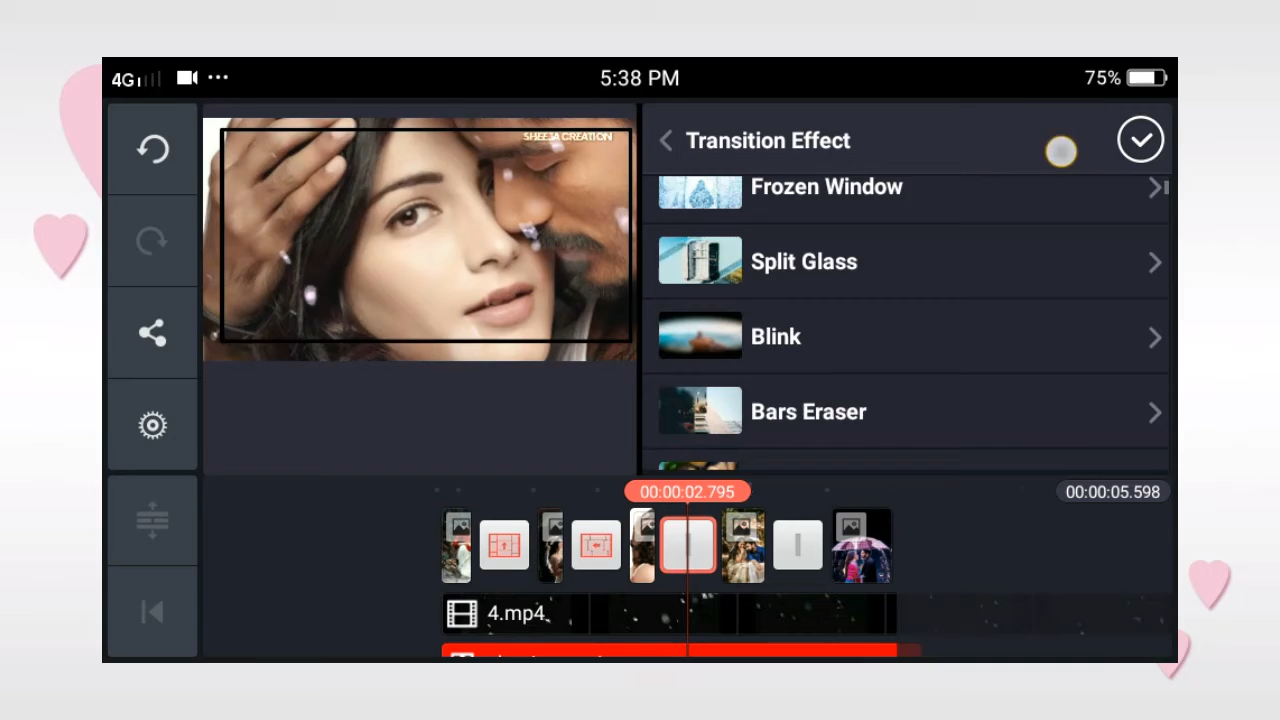 4G
5:38 PM
75%
SHEEJA CREATION
Transition Effect
Frozen Window
Split Glass
Blink
Bars Eraser
00:00:02.795
00:00:05.598
4.mp4